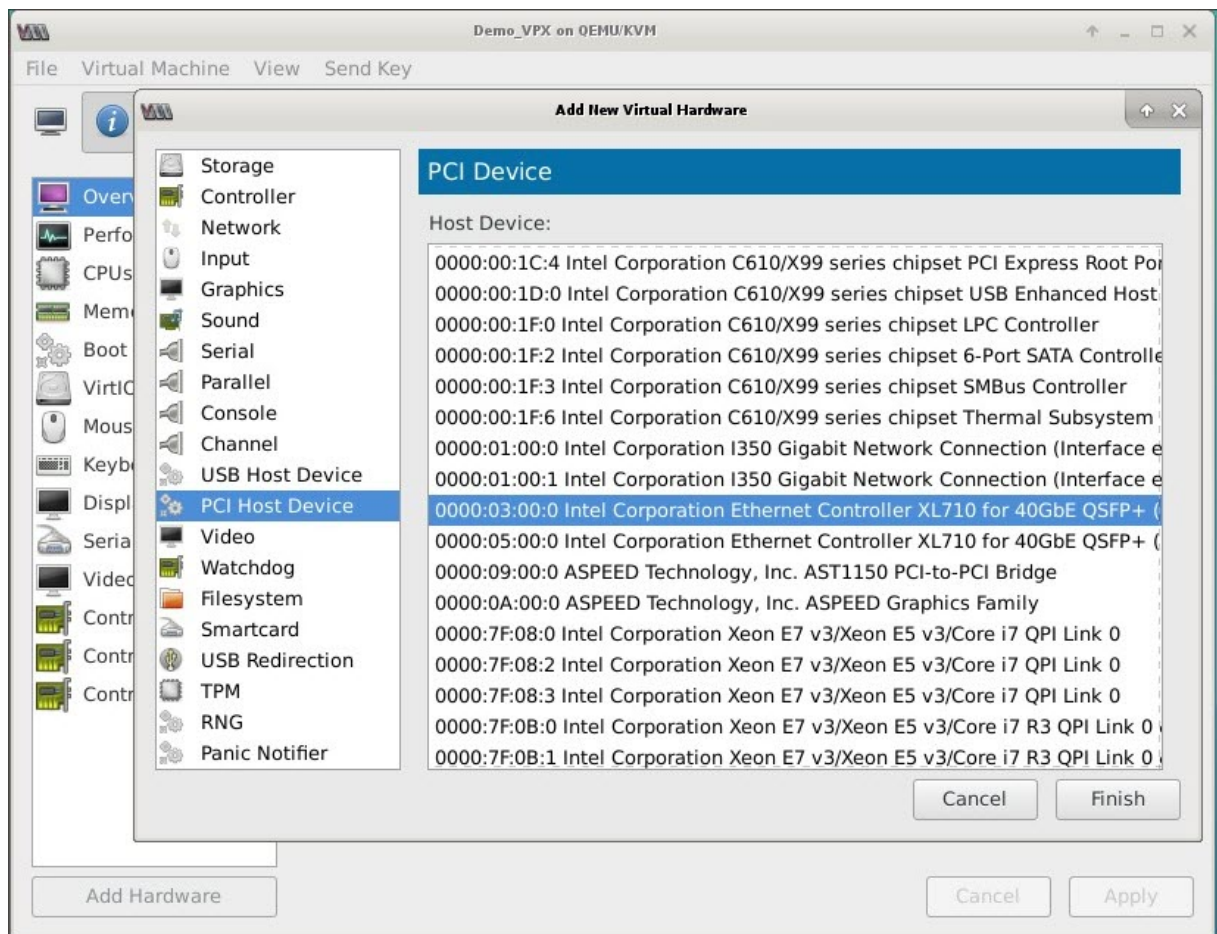 Demo_VPX on QEMU/KVM
File Virtual Machine View Send Key
Add New Virtual Hardware
Storage
Controller
Network
Input
Graphics
Sound
Serial
Parallel
Console
Channel
USB Host Device
PCI Host Device
Video
Watchdog
Filesystem
Smartcard
USB Redirection
TPM
RNG
Panic Notifier
PCI Device
Host Device:
0000:00:1C:4 Intel Corporation C610/X99 series chipset PCI Express Root Por
0000:00:1D:0 Intel Corporation C610/X99 series chipset USB Enhanced Host
0000:00:1F:0 Intel Corporation C610/X99 series chipset LPC Controller
0000:00:1F:2 Intel Corporation C610/X99 series chipset 6-Port SATA Controlle
0000:00:1F:3 Intel Corporation C610/X99 series chipset SMBus Controller
0000:00:1F:6 Intel Corporation C610/X99 series chipset Thermal Subsystem
0000:01:00:0 Intel Corporation I350 Gigabit Network Connection (Interface e
0000:01:00:1 Intel Corporation I350 Gigabit Network Connection (Interface e
0000:03:00:0 Intel Corporation Ethernet Controller XL710 for 40GbE QSFP+ (
0000:05:00:0 Intel Corporation Ethernet Controller XL710 for 40GbE QSFP+ (
0000:09:00:0 ASPEED Technology, Inc. AST1150 PCI-to-PCI Bridge
0000:0A:00:0 ASPEED Technology, Inc. ASPEED Graphics Family
0000:7F:08:0 Intel Corporation Xeon E7 v3/Xeon E5 v3/Core i7 QPI Link 0
0000:7F:08:2 Intel Corporation Xeon E7 v3/Xeon E5 v3/Core i7 QPI Link 0
0000:7F:08:3 Intel Corporation Xeon E7 v3/Xeon E5 v3/Core i7 QPI Link 0
0000:7F:0B:0 Intel Corporation Xeon E7 v3/Xeon E5 v3/Core i7 R3 QPI Link 0
0000:7F:0B:1 Intel Corporation Xeon E7 v3/Xeon E5 v3/Core i7 R3 QPI Link 0
Cancel Finish
Overv
Perfo
CPUs
Memo
Boot
VirtIO
Mous
Keybo
Displ
Seria
Video
Contr
Contr
Contr
Add Hardware
Cancel Apply